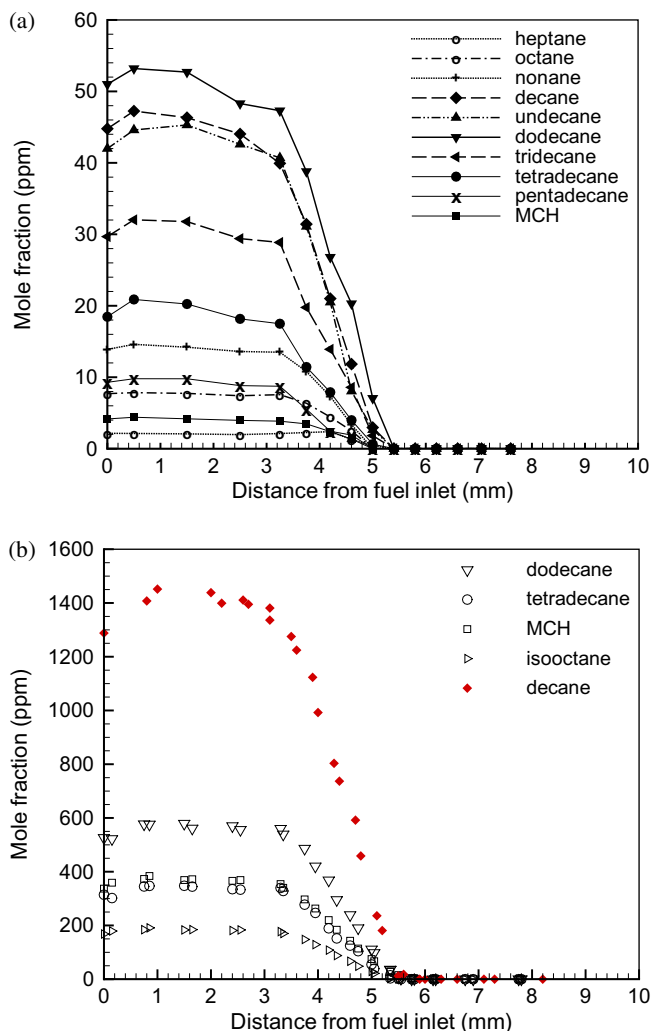 (a)
60
50
40
30
20
10
0
Mole fraction (ppm)
heptane
octane
nonane
decane
undecane
dodecane
tridecane
tetradecane
pentadecane
MCH
0 1 2 3 4 5 6 7 8 9 10
Distance from fuel inlet (mm)
(b)
1600
1400
1200
1000
800
600
400
200
0
Mole fraction (ppm)
dodecane
tetradecane
MCH
isooctane
decane
0 1 2 3 4 5 6 7 8 9 10
Distance from fuel inlet (mm)